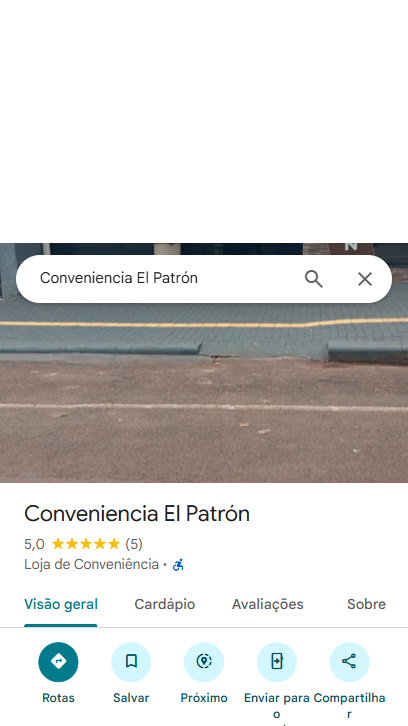 Conveniencia El Patrón
Conveniencia El Patrón
5,0 (5)
Loja de Conveniência ·
Visão geral Cardápio Avaliações Sobre
Rotas Salvar Próximo Enviar para o Compartilhar